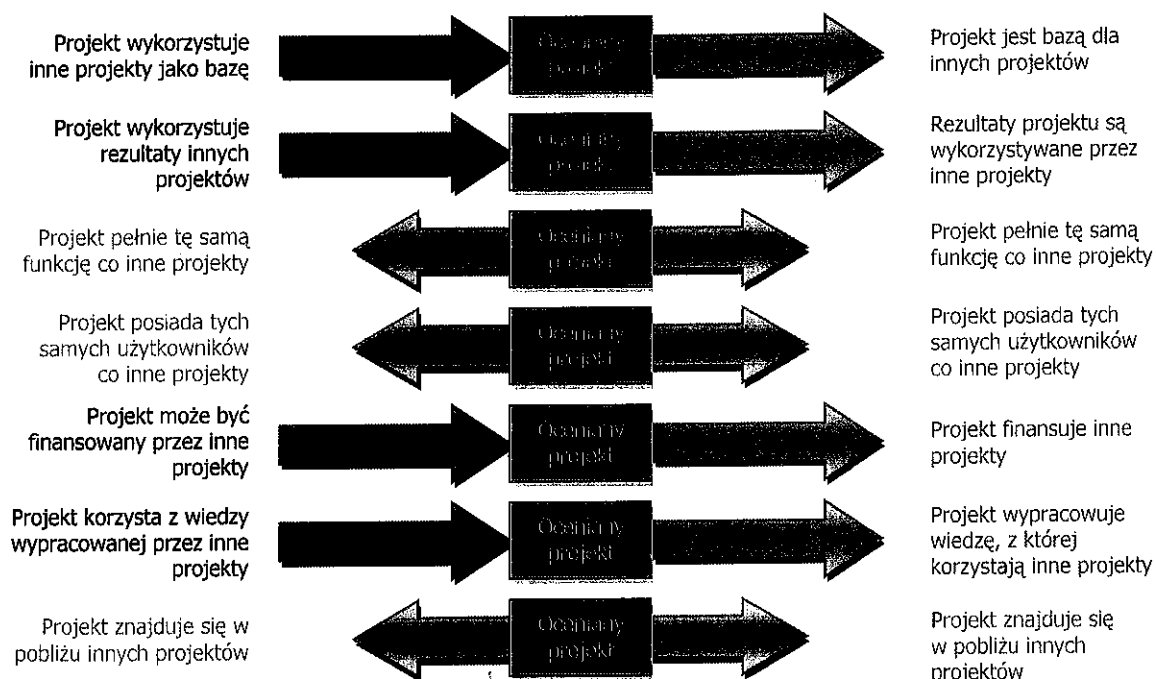 Projekt wykorzystuje
inne projekty jako bazę
Oceniany
projekt
Projekt jest bazą dla
innych projektów
Projekt wykorzystuje
rezultaty innych
projektów
Oceniany
projekt
Rezultaty projektu są
wykorzystywane przez
inne projekty
Projekt pełnie tę samą
funkcję co inne projekty
Oceniany
projekt
Projekt pełnie tę samą
funkcję co inne projekty
Projekt posiada tych
samych użytkowników
co inne projekty
Oceniany
projekt
Projekt posiada tych
samych użytkowników
co inne projekty
Projekt może być
finansowany przez inne
projekty
Oceniany
projekt
Projekt finansuje inne
projekty
Projekt korzysta z wiedzy
wypracowanej przez inne
projekty
Oceniany
projekt
Projekt wypracowuje
wiedzę, z której
korzystają inne projekty
Projekt znajduje się w
pobliżu innych projektów
Oceniany
projekt
Projekt znajduje się
w pobliżu innych
projektów